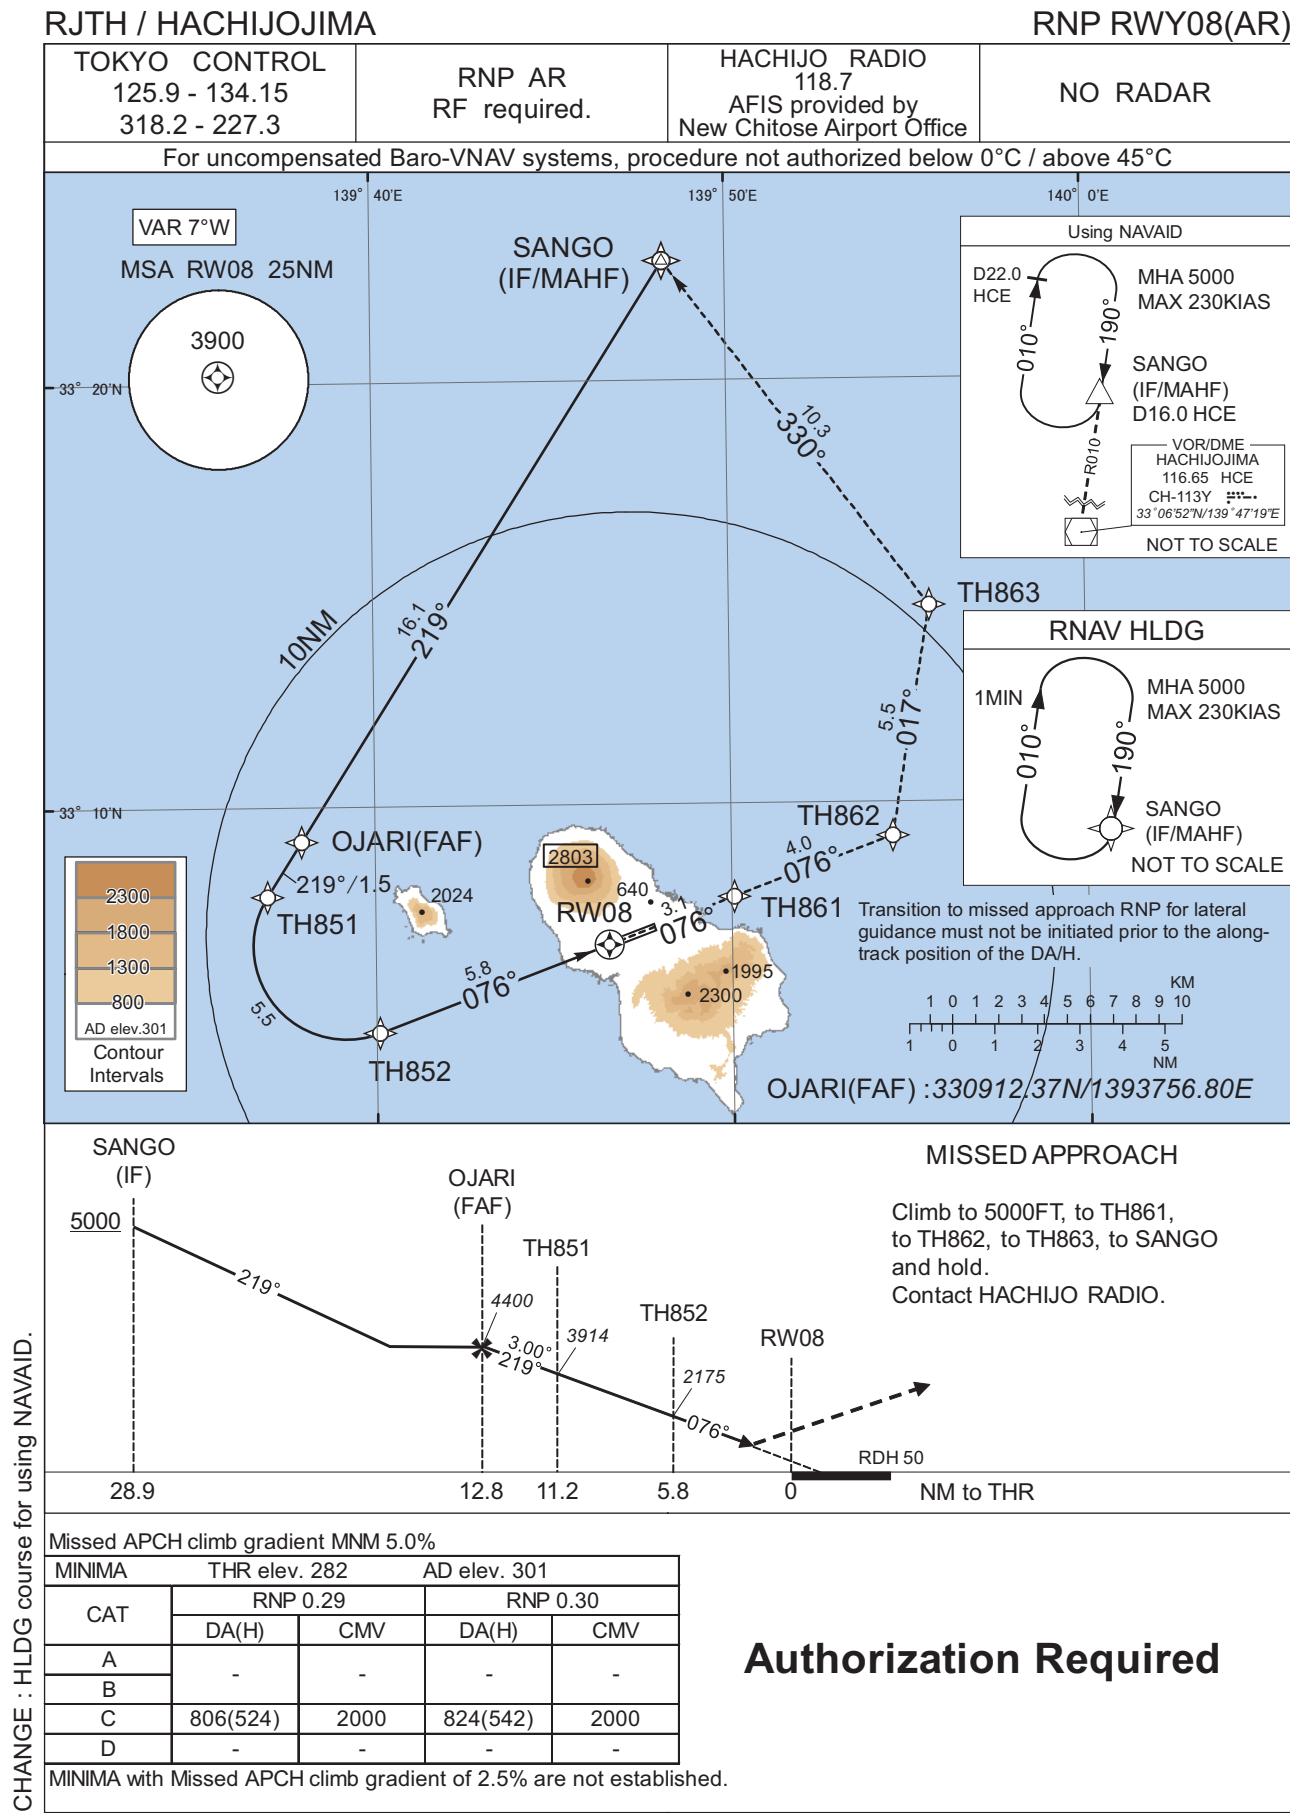 RJTH / HACHIJOJIMA
RNP RWY08(AR)
TOKYO CONTROL
125.9 - 134.15
318.2 - 227.3
RNP AR
RF required.
HACHIJO RADIO
118.7
AFIS provided by
New Chitose Airport Office
NO RADAR
For uncompensated Baro-VNAV systems, procedure not authorized below 0°C / above 45°C
139° 40'E
139° 50'E
140° 0'E
VAR 7°W
MSA RW08 25NM
3900
SANGO
(IF/MAHF)
Using NAVAID
D22.0
HCE
MHA 5000
MAX 230KIAS
010°
190°
SANGO
(IF/MAHF)
D16.0 HCE
R010
VOR/DME
HACHIJOJIMA
116.65 HCE
CH-113Y
33°06'52"N/139°47'19"E
NOT TO SCALE
33° 20'N
10.3
330°
16.1
219°
10NM
TH863
RNAV HLDG
1MIN
MHA 5000
MAX 230KIAS
010°
190°
SANGO
(IF/MAHF)
NOT TO SCALE
5.5
017°
33° 10'N
OJARI(FAF)
TH862
4.0
076°
2803
640
2024
219°/1.5
TH851
RW08
3.1
076°
TH861
Transition to missed approach RNP for lateral
guidance must not be initiated prior to the along-
track position of the DA/H.
2300
1800
1300
800
AD elev.301
Contour
Intervals
5.5
5.8
076°
1995
2300
TH852
KM
1 0 1 2 3 4 5 6 7 8 9 10
1 0 1 2 3 4 5
NM
OJARI(FAF) :330912.37N/1393756.80E
SANGO
(IF)
5000
219°
OJARI
(FAF)
4400
3.00°
219°
TH851
3914
TH852
2175
076°
RW08
RDH 50
28.9
12.8
11.2
5.8
0
NM to THR
MISSED APPROACH
Climb to 5000FT, to TH861,
to TH862, to TH863, to SANGO
and hold.
Contact HACHIJO RADIO.
CHANGE : HLDG course for using NAVAID.
Missed APCH climb gradient MNM 5.0%
MINIMA THR elev. 282 AD elev. 301
CAT RNP 0.29 RNP 0.30
DA(H) CMV DA(H) CMV
A
- - - -
B
C 806(524) 2000 824(542) 2000
D - - - -
MINIMA with Missed APCH climb gradient of 2.5% are not established.
Authorization Required